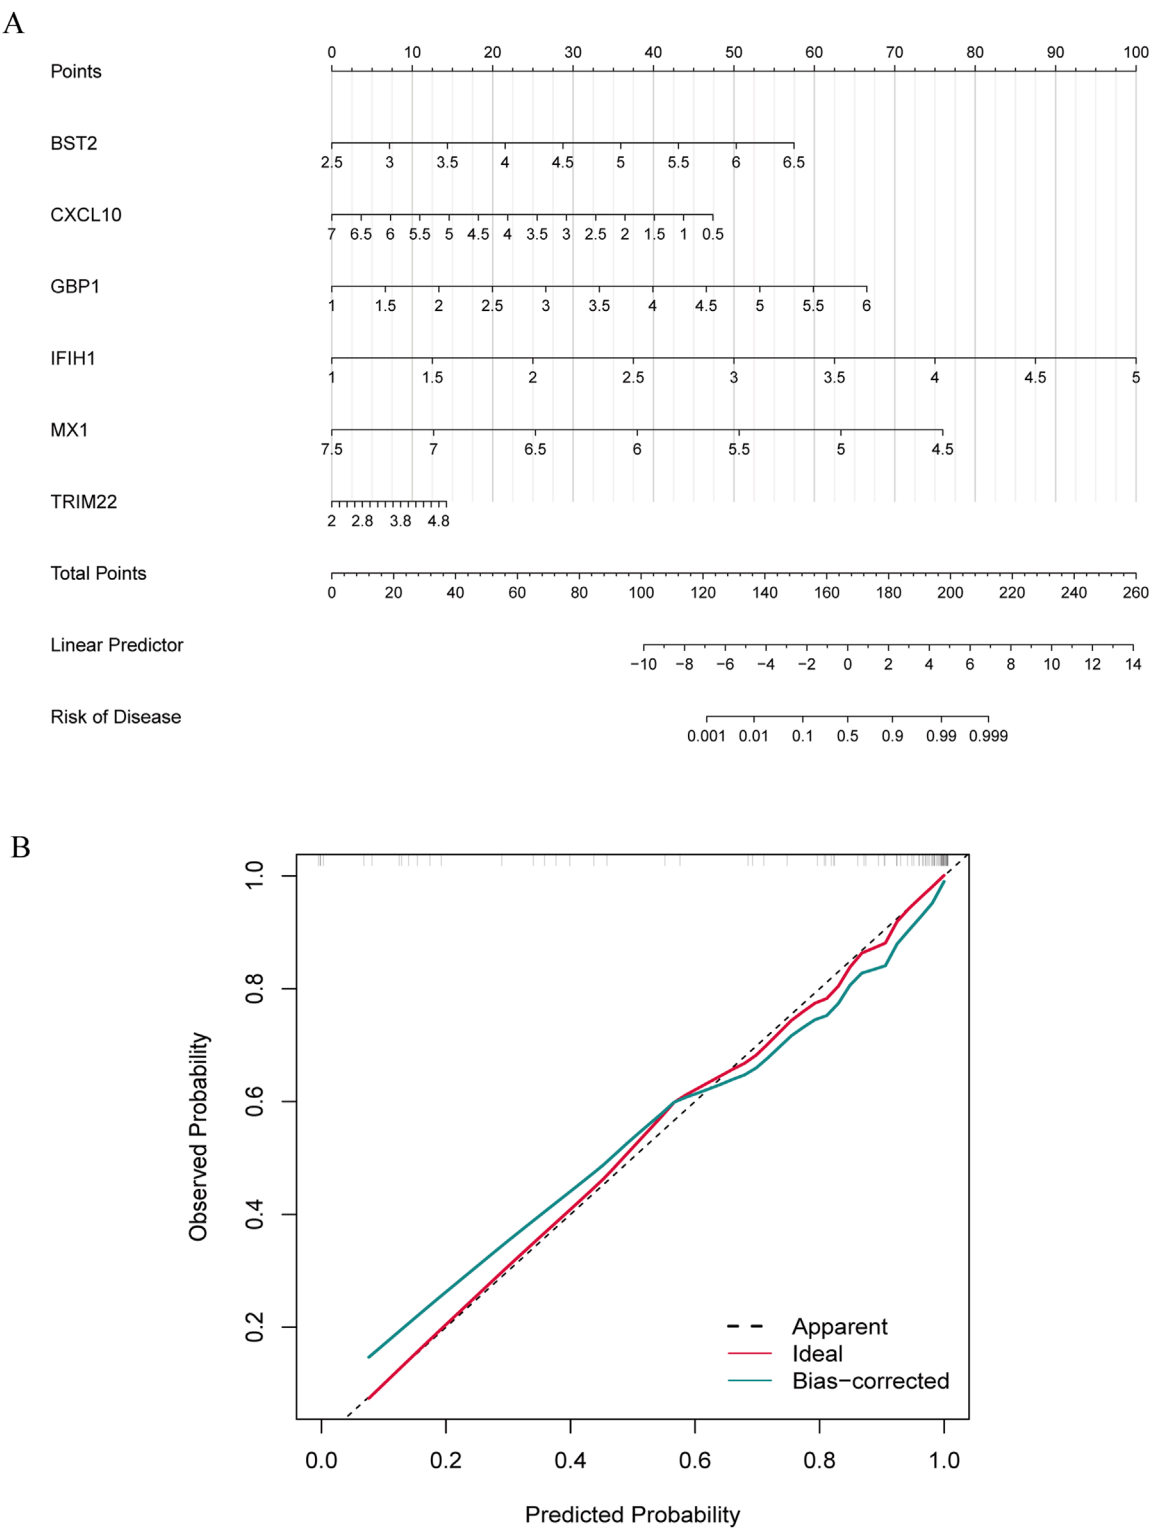 A
0 10 20 30 40 50 60 70 80 90 100
Points
BST2
2.5 3 3.5 4 4.5 5 5.5 6 6.5
CXCL10
7 6.5 6 5.5 5 4.5 4 3.5 3 2.5 2 1.5 1 0.5
GBP1
1 1.5 2 2.5 3 3.5 4 4.5 5 5.5 6
IFIH1
1 1.5 2 2.5 3 3.5 4 4.5 5
MX1
7.5 7 6.5 6 5.5 5 4.5
TRIM22
2 2.8 3.8 4.8
Total Points
0 20 40 60 80 100 120 140 160 180 200 220 240 260
Linear Predictor
−10 −8 −6 −4 −2 0 2 4 6 8 10 12 14
Risk of Disease
0.001 0.01 0.1 0.5 0.9 0.99 0.999
B
1.0
0.8
0.6
0.4
0.2
Observed Probability
Apparent
Ideal
Bias−corrected
0.0 0.2 0.4 0.6 0.8 1.0
Predicted Probability